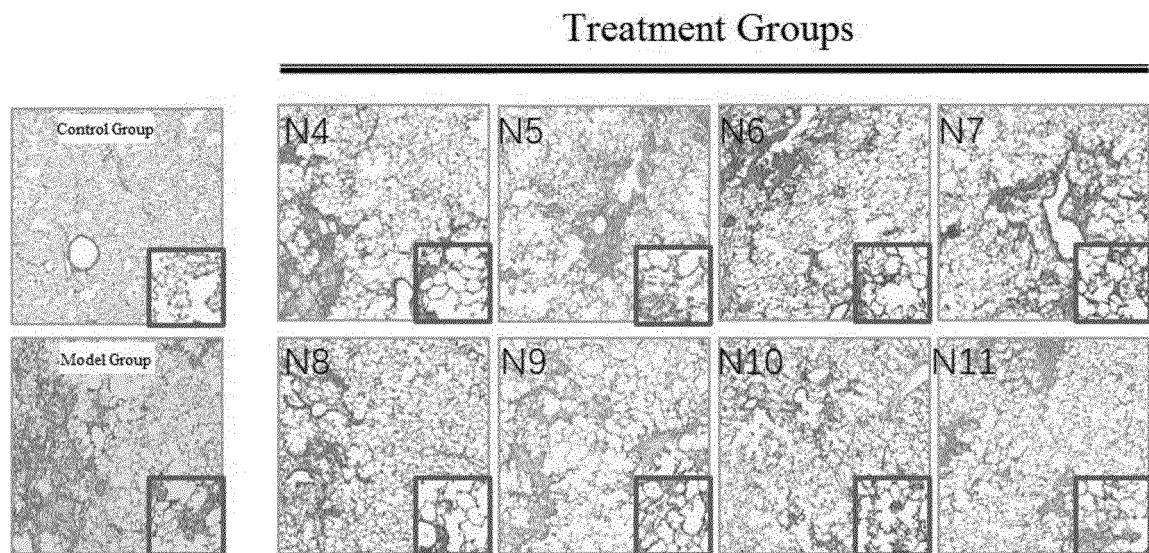 Treatment Groups
Control Group
N4
N5
N6
N7
Model Group
N8
N9
N10
N11